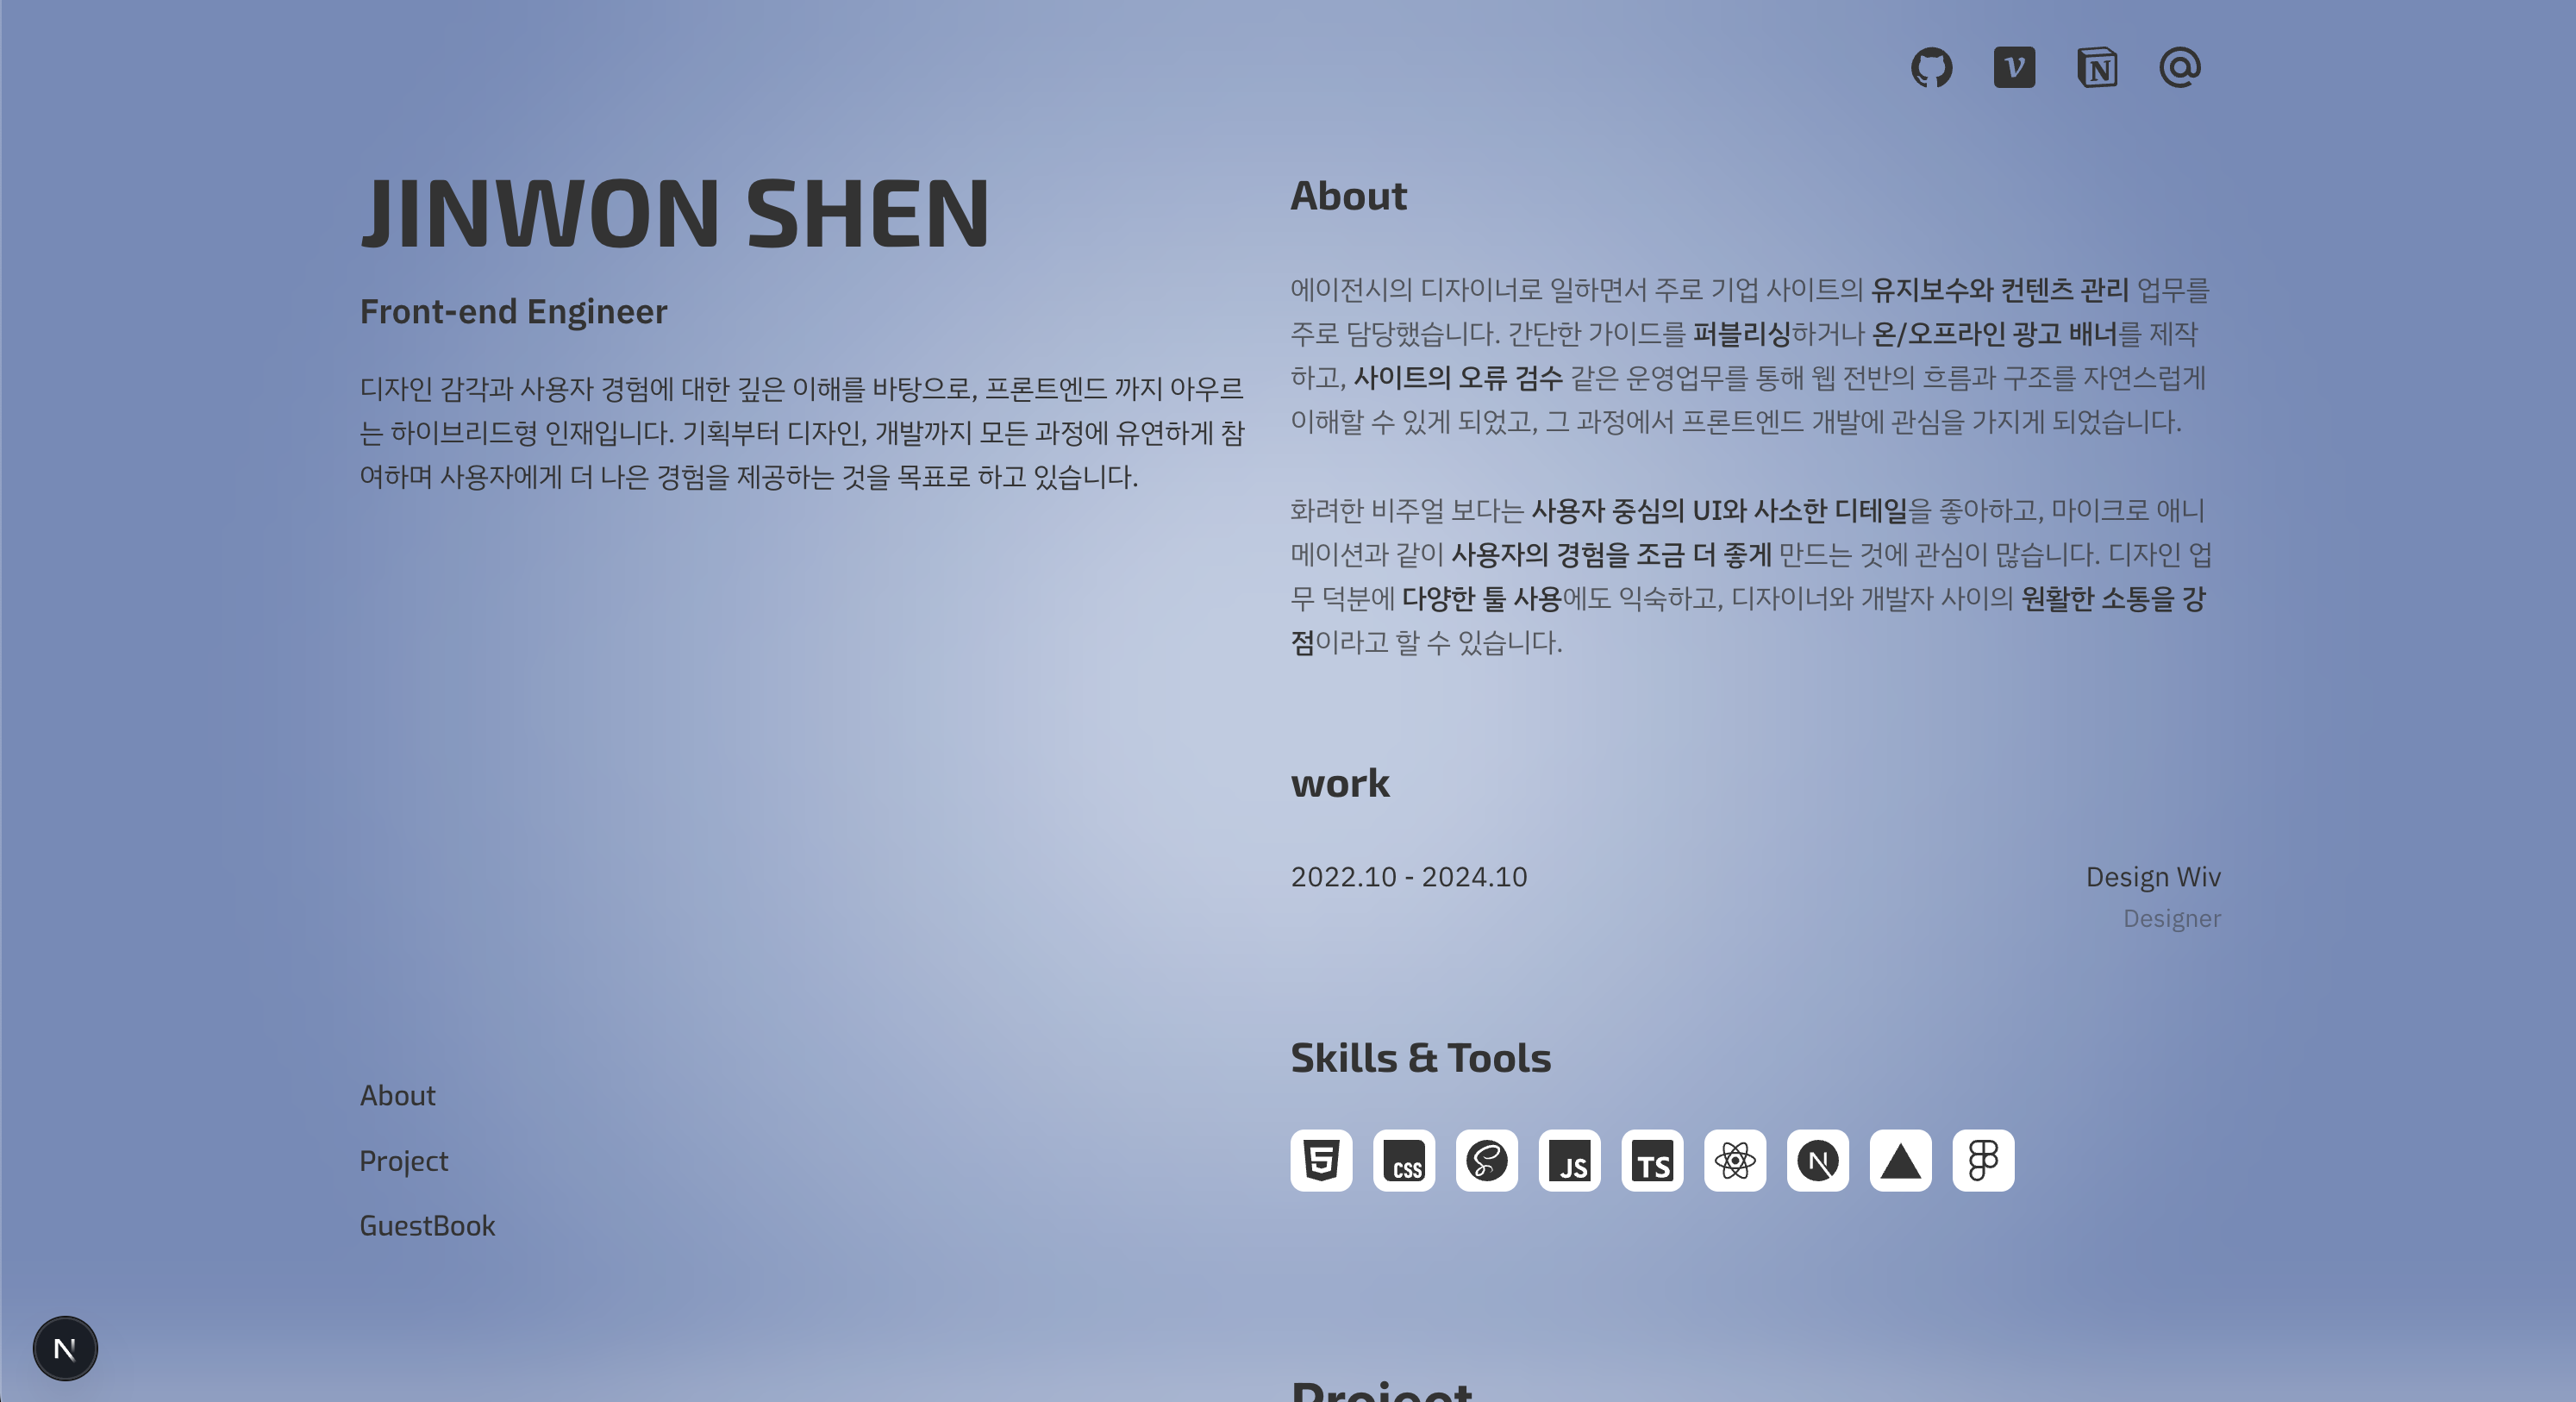 JINWON SHEN
Front-end Engineer
디자인 감각과 사용자 경험에 대한 깊은 이해를 바탕으로, 프론트엔드 까지 아우르
는 하이브리드형 인재입니다. 기획부터 디자인, 개발까지 모든 과정에 유연하게 참
여하며 사용자에게 더 나은 경험을 제공하는 것을 목표로 하고 있습니다.
About
Project
GuestBook
N
V
N
@
About
에이전시의 디자이너로 일하면서 주로 기업 사이트의 유지보수와 컨텐츠 관리 업무를
주로 담당했습니다. 간단한 가이드를 퍼블리싱하거나 온/오프라인 광고 배너를 제작
하고, 사이트의 오류 검수 같은 운영업무를 통해 웹 전반의 흐름과 구조를 자연스럽게
이해할 수 있게 되었고, 그 과정에서 프론트엔드 개발에 관심을 가지게 되었습니다.
화려한 비주얼 보다는 사용자 중심의 UI와 사소한 디테일을 좋아하고, 마이크로 애니
메이션과 같이 사용자의 경험을 조금 더 좋게 만드는 것에 관심이 많습니다. 디자인 업
무 덕분에 다양한 툴 사용에도 익숙하고, 디자이너와 개발자 사이의 원활한 소통을 강
점이라고 할 수 있습니다.
work
2022.10 - 2024.10
Design Wiv
Designer
Skills & Tools
5 CSS S JS TS N
Project